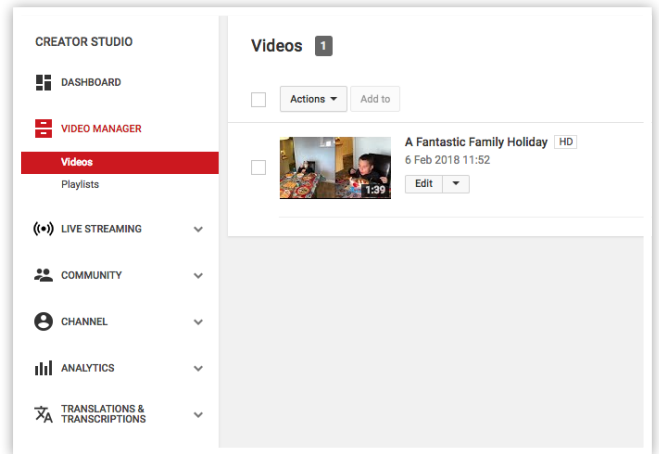 CREATOR STUDIO
DASHBOARD
VIDEO MANAGER
Videos
Playlists
LIVE STREAMING
COMMUNITY
CHANNEL
ANALYTICS
TRANSLATIONS &
TRANSCRIPTIONS
Videos 1
Actions Add to
A Fantastic Family Holiday HD
6 Feb 2018 11:52
Edit
1:39